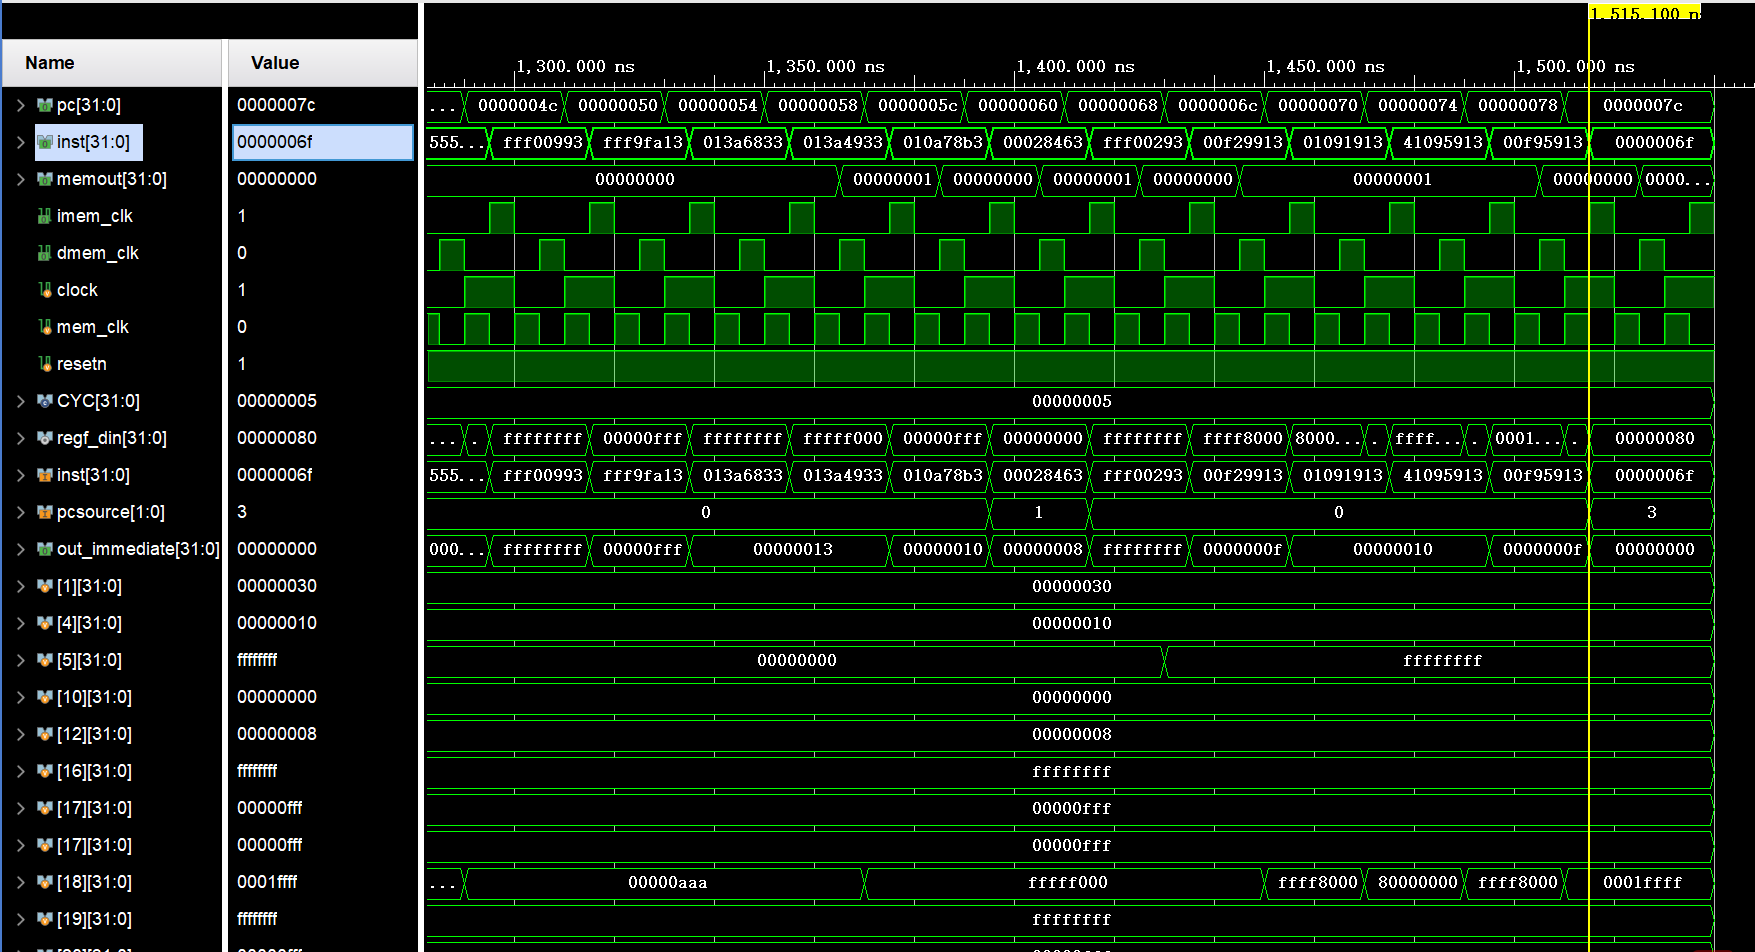 1,515.100 n
Name Value
1,300.000 ns 1,350.000 ns 1,400.000 ns 1,450.000 ns 1,500.000 ns
pc[31:0] 0000007c ... 0000004c 00000050 00000054 00000058 0000005c 00000060 00000068 0000006c 00000070 00000074 00000078 0000007c
inst[31:0] 0000006f 555... fff00993 fff9fa13 013a6833 013a4933 010a78b3 00028463 fff00293 00f29913 01091913 41095913 00f95913 0000006f
memout[31:0] 00000000 00000000 00000001 00000000 00000001 00000000 00000001 00000000 0000...
imem_clk 1
dmem_clk 0
clock 1
mem_clk 0
resetn 1
CYC[31:0] 00000005 00000005
regf_din[31:0] 00000080 ... . ffffffff 00000fff ffffffff fffff000 00000fff 00000000 ffffffff ffff8000 8000... . ffff... . 0001... . 00000080
inst[31:0] 0000006f 555... fff00993 fff9fa13 013a6833 013a4933 010a78b3 00028463 fff00293 00f29913 01091913 41095913 00f95913 0000006f
pcsource[1:0] 3 0 1 0 3
out_immediate[31:0] 00000000 000... ffffffff 00000fff 00000013 00000010 00000008 ffffffff 0000000f 00000010 0000000f 00000000
[1][31:0] 00000030 00000030
[4][31:0] 00000010 00000010
[5][31:0] ffffffff 00000000 ffffffff
[10][31:0] 00000000 00000000
[12][31:0] 00000008 00000008
[16][31:0] ffffffff ffffffff
[17][31:0] 00000fff 00000fff
[17][31:0] 00000fff 00000fff
[18][31:0] 0001ffff ... 00000aaa fffff000 ffff8000 80000000 ffff8000 0001ffff
[19][31:0] ffffffff ffffffff